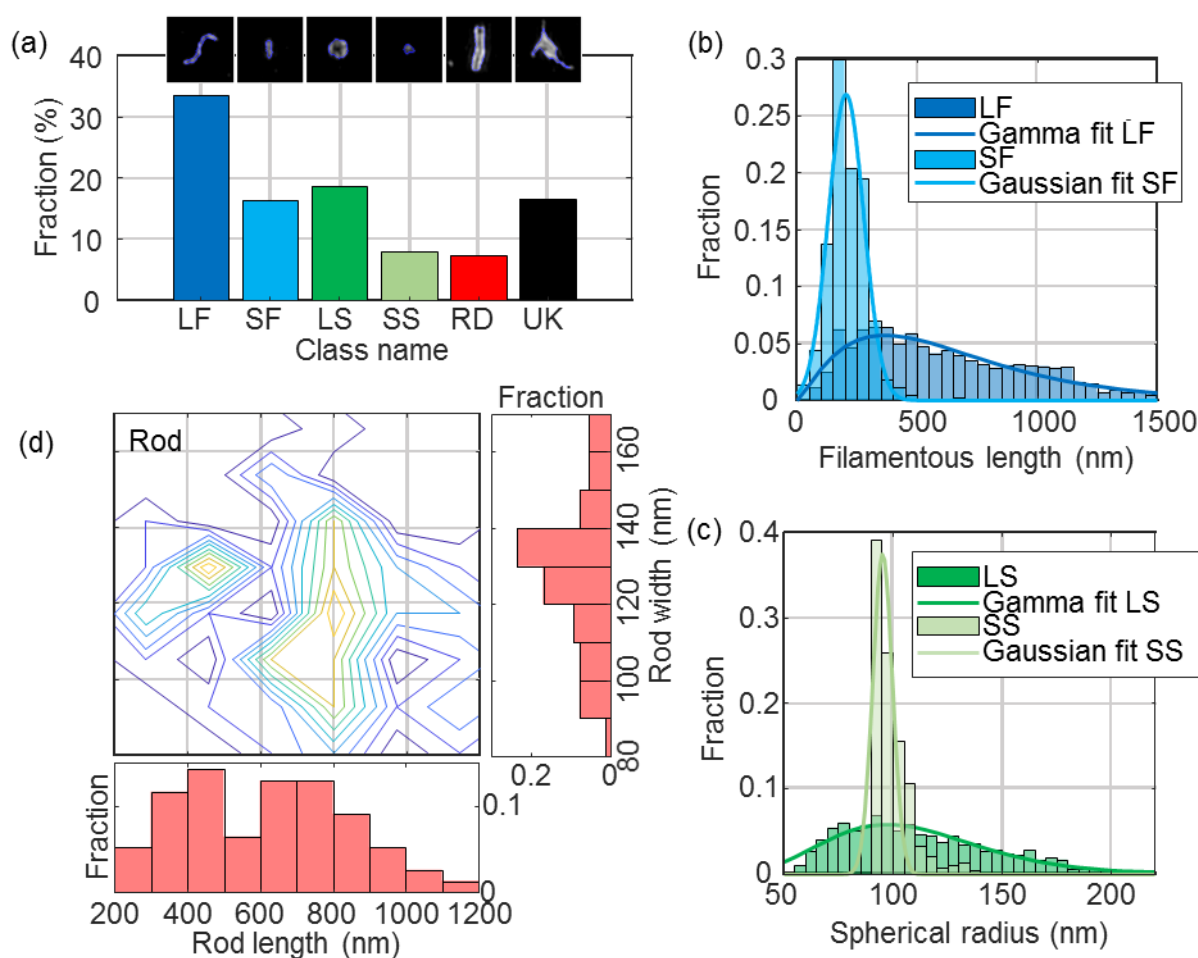 (a)
40
30
20
10
0
Fraction (%)
LF SF LS SS RD UK
Class name
(b)
0.3
0.25
0.2
0.15
0.1
0.05
0
Fraction
LF
Gamma fit LF
SF
Gaussian fit SF
0 500 1000 1500
Filamentous length (nm)
(d)
Rod
Fraction
160
140
120
100
80
Rod width (nm)
0.2 0
Fraction
0.1
0
200 400 600 800 1000 1200
Rod length (nm)
(c)
0.4
0.3
0.2
0.1
0
Fraction
LS
Gamma fit LS
SS
Gaussian fit SS
50 100 150 200
Spherical radius (nm)